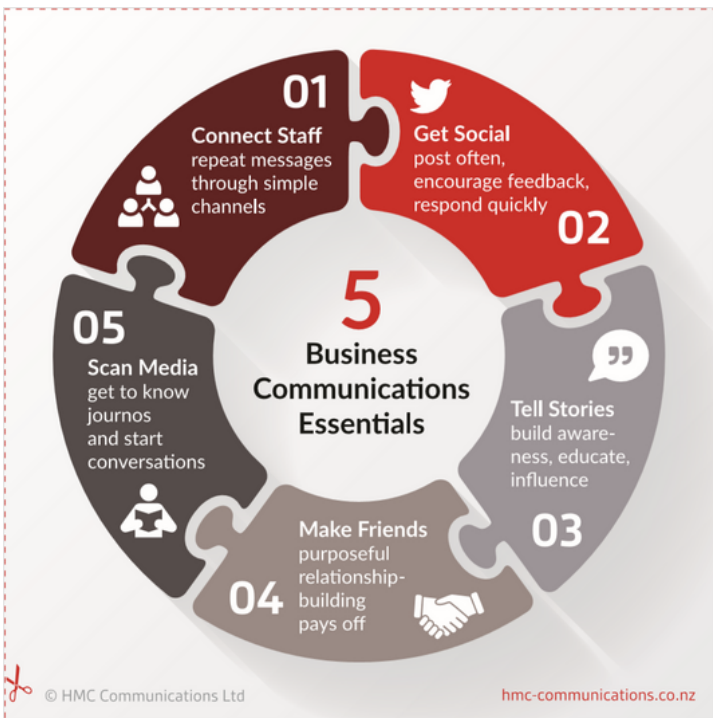 01
Connect Staff
repeat messages
through simple
channels
Get Social
post often,
encourage feedback,
respond quickly
02
”
Tell Stories
build aware-
ness, educate,
influence
03
Make Friends
purposeful
relationship-
building
pays off
04
05
Scan Media
get to know
journos
and start
conversations
5
Business
Communications
Essentials
© HMC Communications Ltd
hmc-communications.co.nz